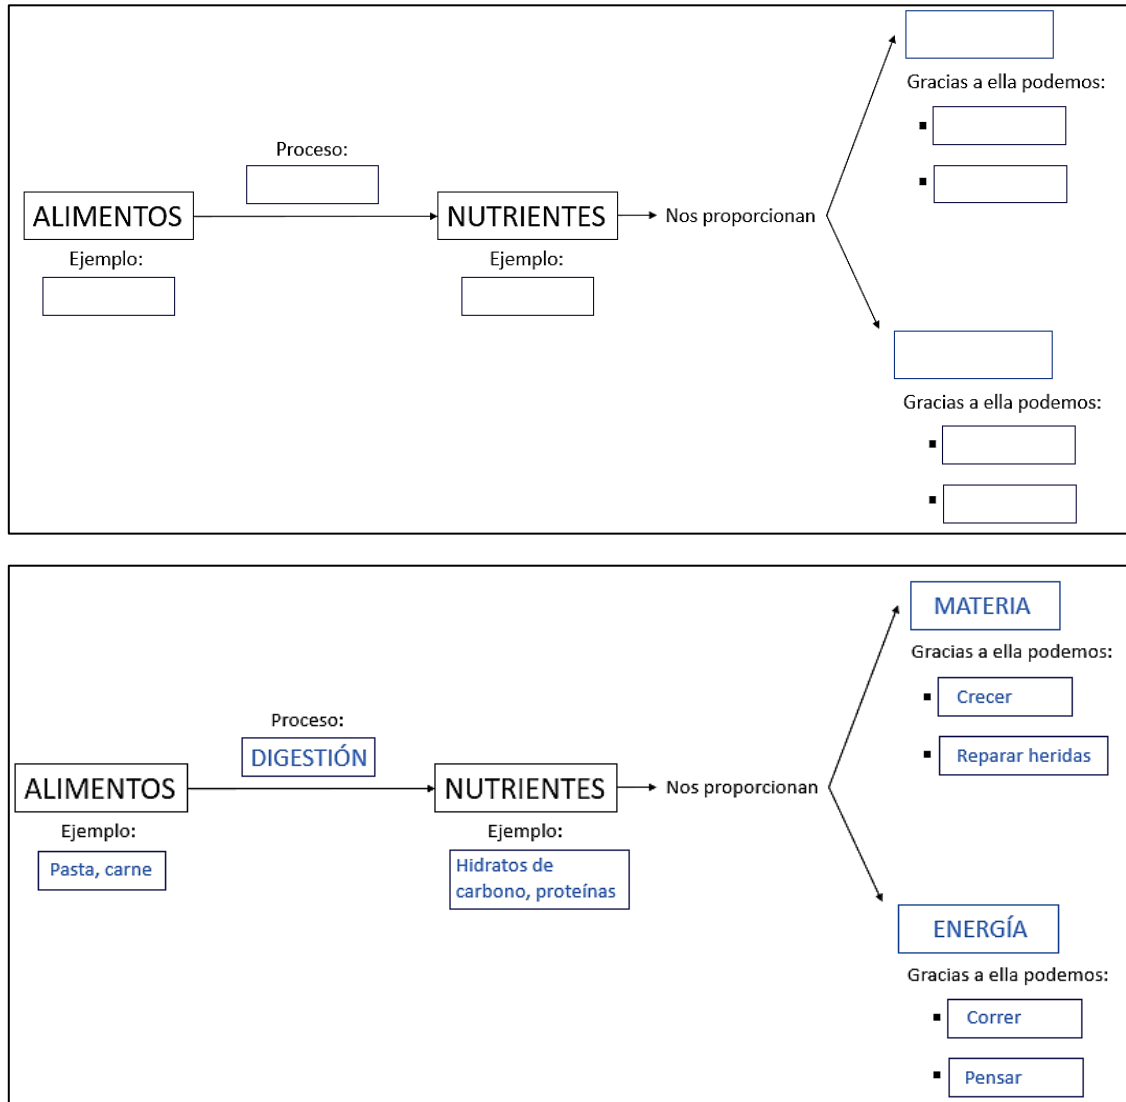 Gracias a ella podemos:
Proceso:
ALIMENTOS
NUTRIENTES
Nos proporcionan
Ejemplo:
Ejemplo:
Gracias a ella podemos:
MATERIA
Gracias a ella podemos:
Crecer
Reparar heridas
Proceso:
DIGESTIÓN
ALIMENTOS
NUTRIENTES
Nos proporcionan
Ejemplo:
Pasta, carne
Ejemplo:
Hidratos de
carbono, proteínas
ENERGÍA
Gracias a ella podemos:
Correr
Pensar